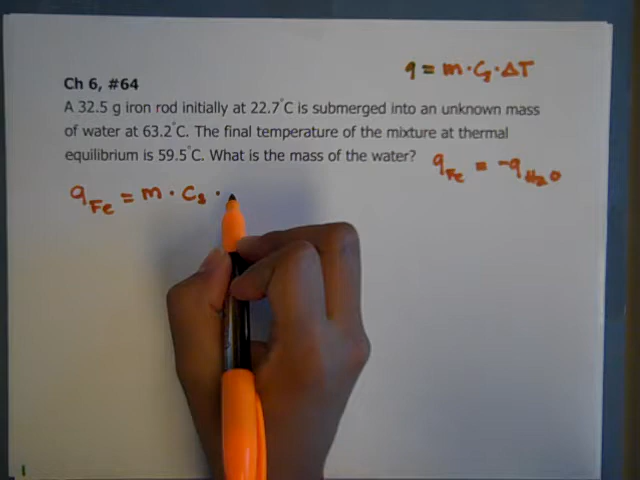 q = m · Cs · ΔT
Ch 6, #64
A 32.5 g iron rod initially at 22.7°C is submerged into an unknown mass
of water at 63.2°C. The final temperature of the mixture at thermal
equilibrium is 59.5°C. What is the mass of the water?
qFe = -qH2O
qFe = m · Cs ·